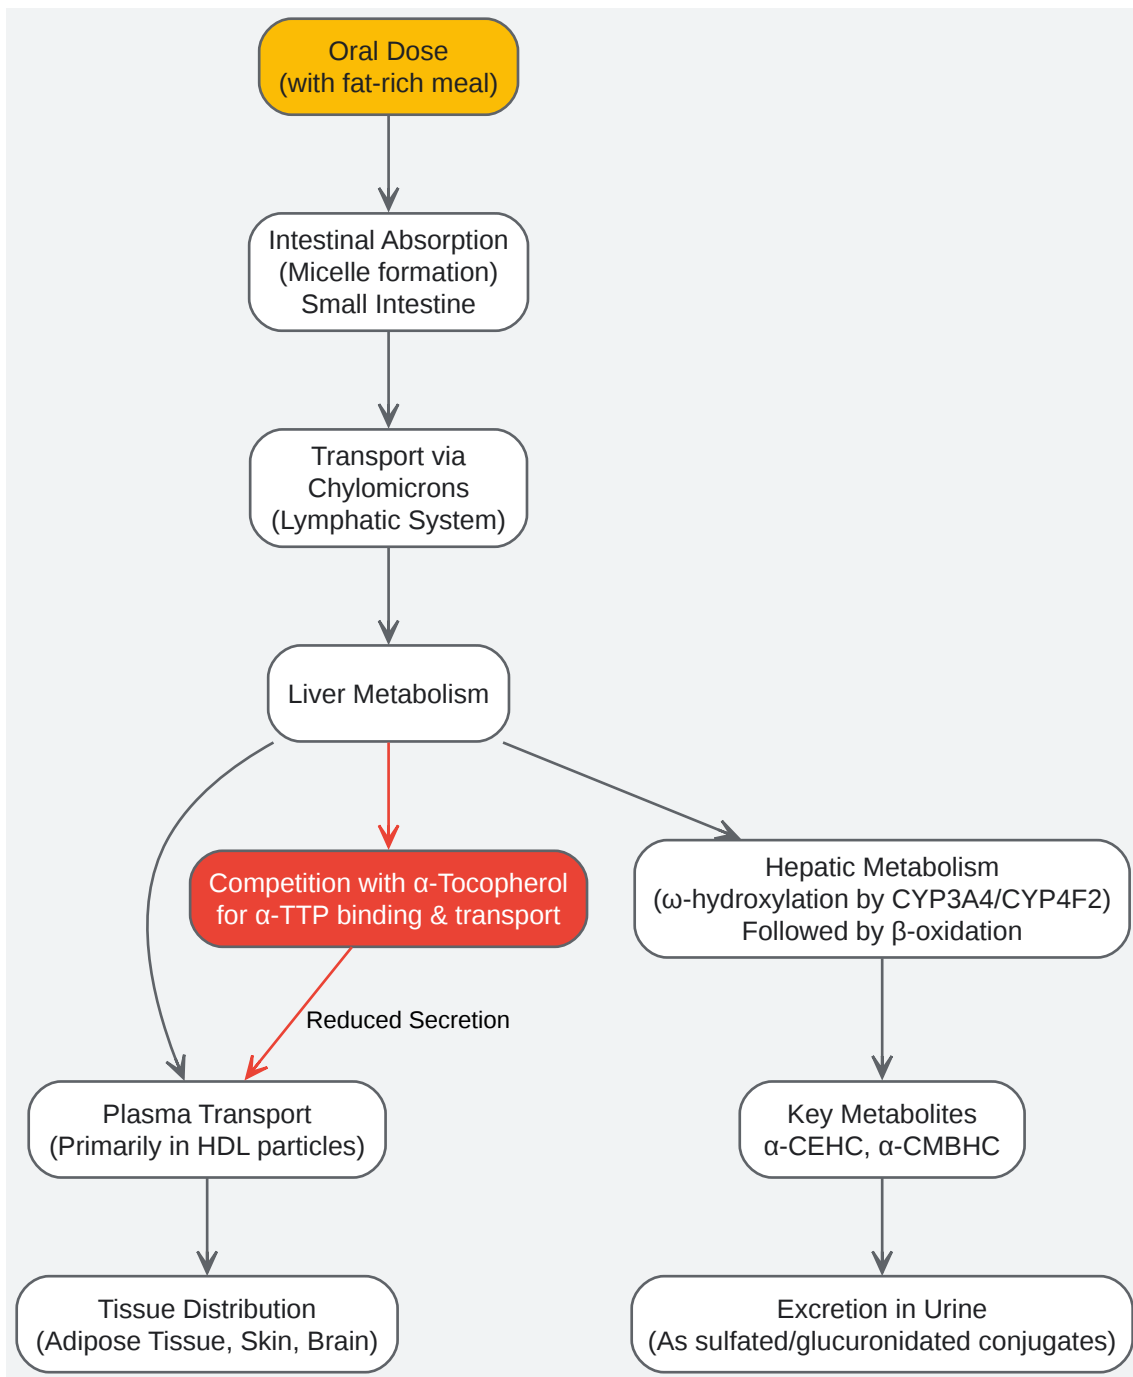 Oral Dose
(with fat-rich meal)
Intestinal Absorption
(Micelle formation)
Small Intestine
Transport via
Chylomicrons
(Lymphatic System)
Liver Metabolism
Competition with α-Tocopherol
for α-TTP binding & transport
Hepatic Metabolism
(ω-hydroxylation by CYP3A4/CYP4F2)
Followed by β-oxidation
Reduced Secretion
Plasma Transport
(Primarily in HDL particles)
Key Metabolites
α-CEHC, α-CMBHC
Tissue Distribution
(Adipose Tissue, Skin, Brain)
Excretion in Urine
(As sulfated/glucuronidated conjugates)